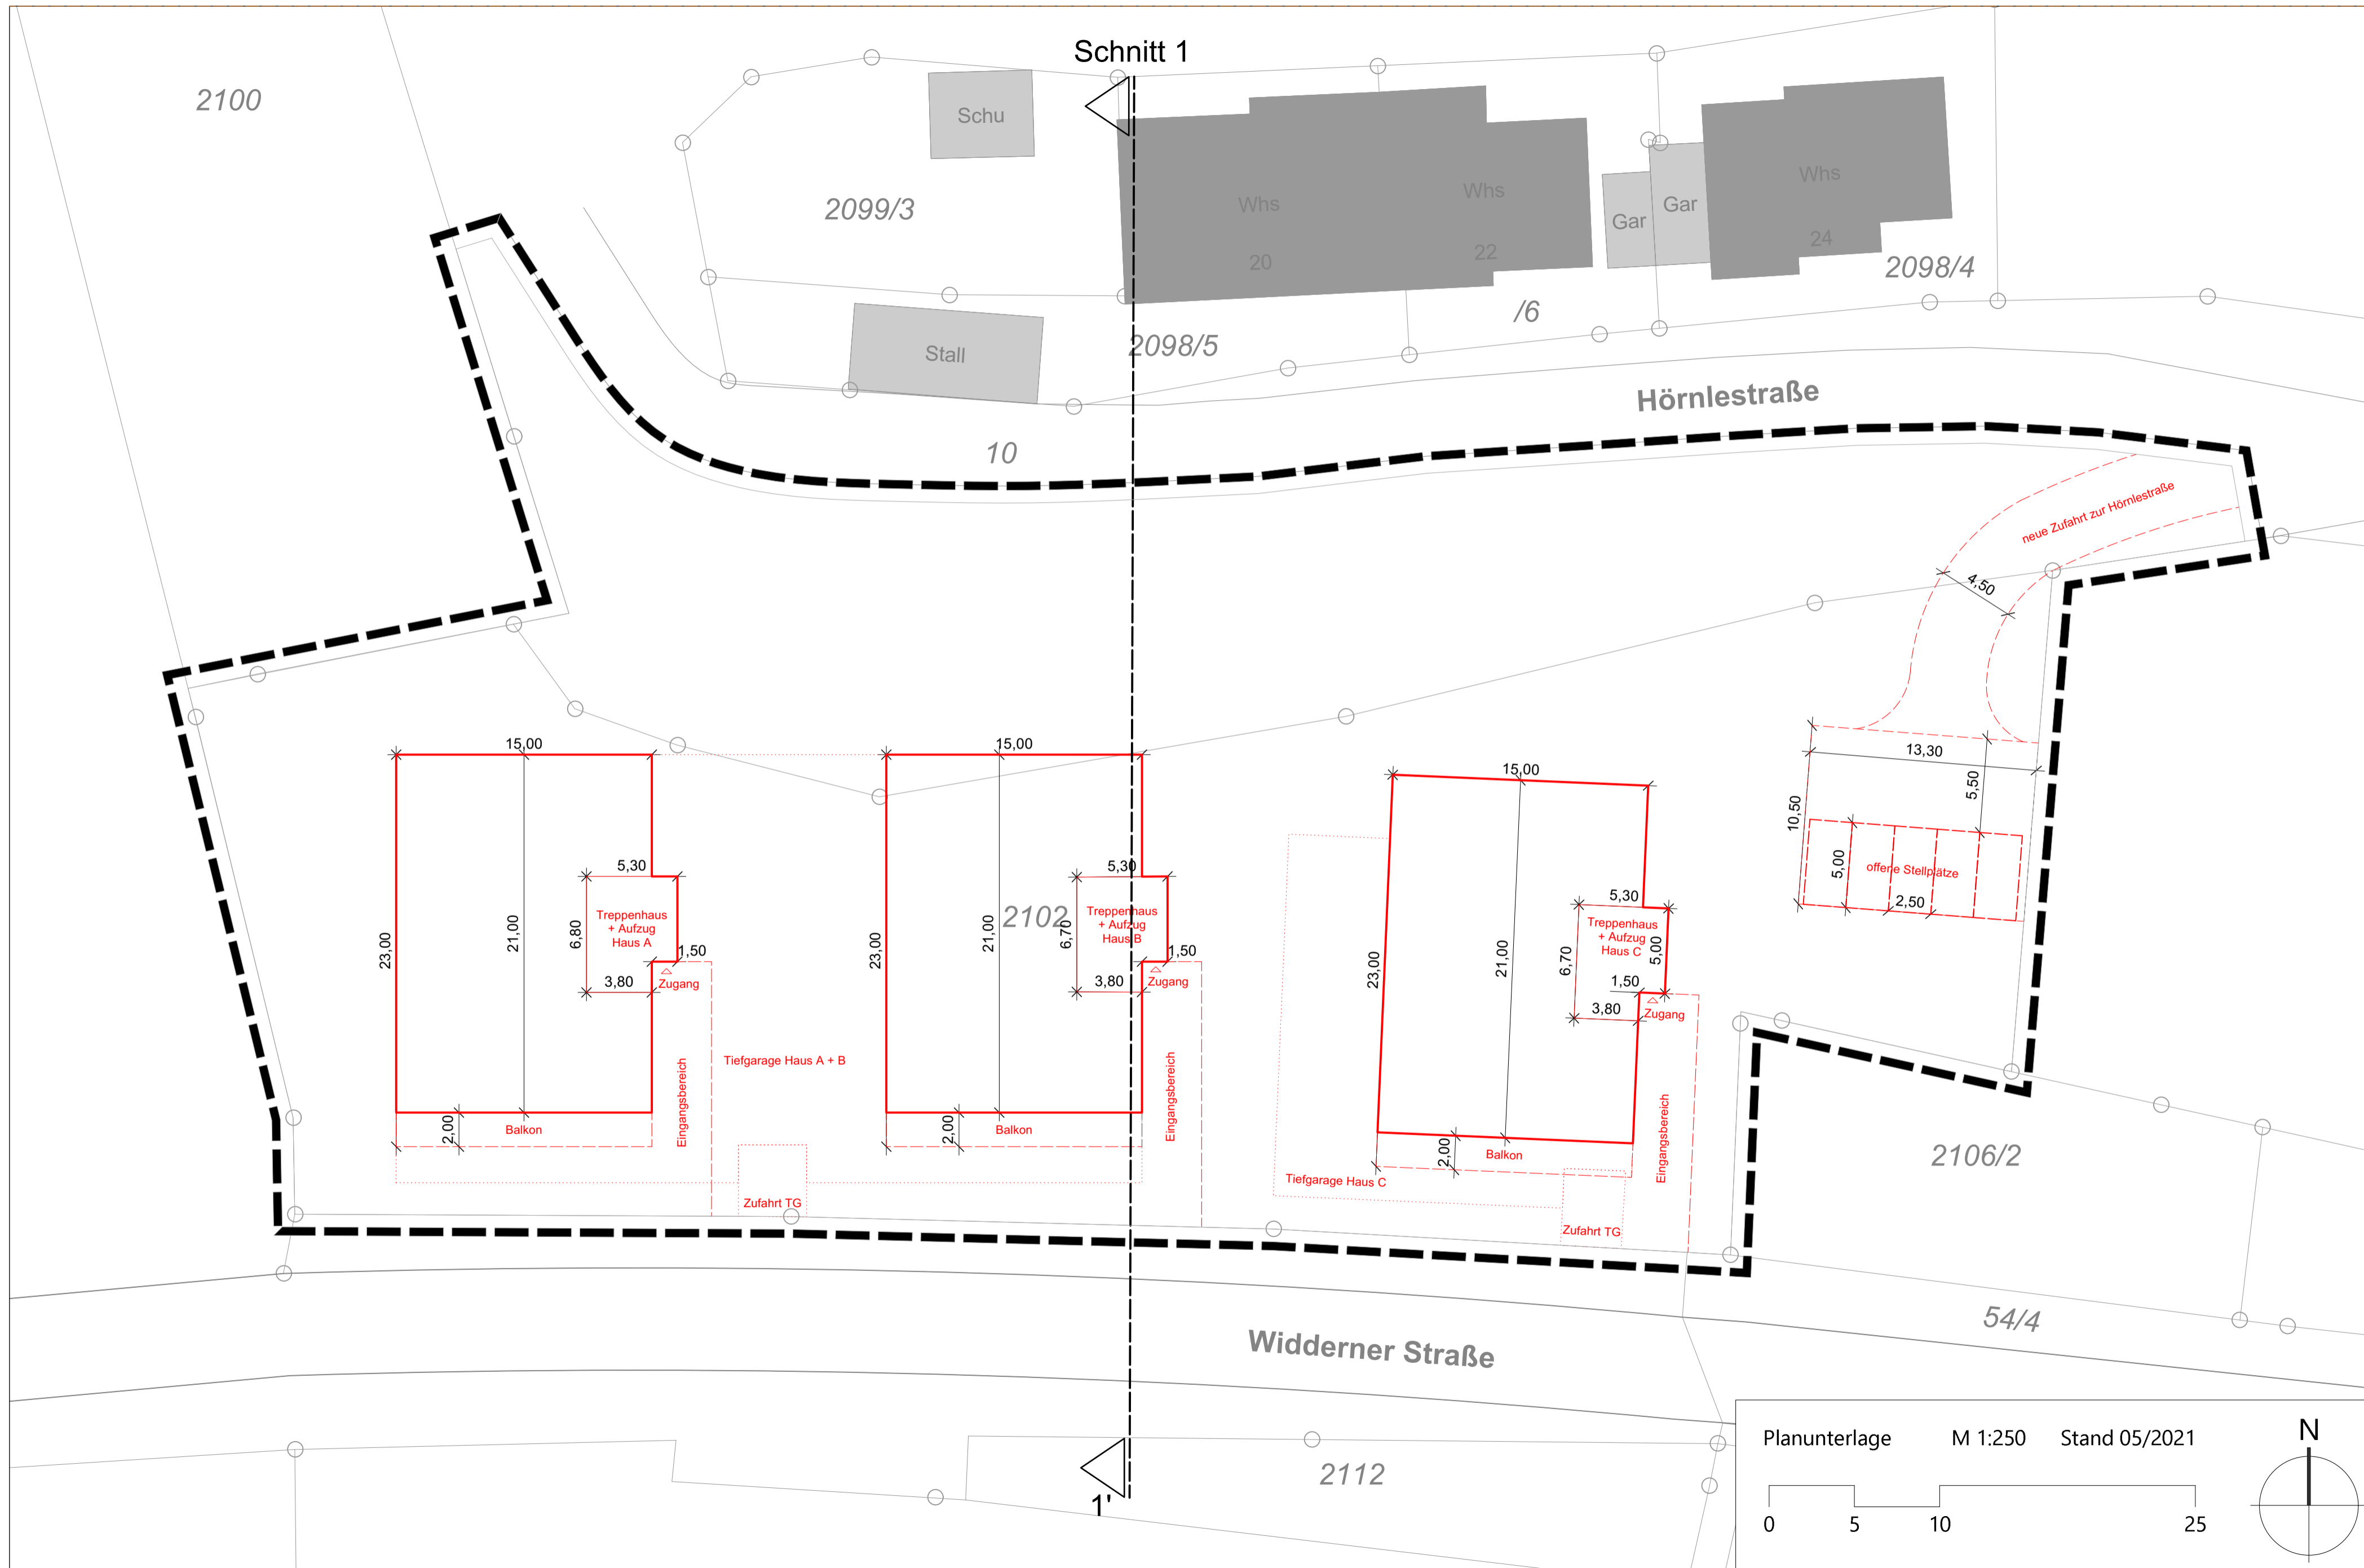 Schnitt 1
2100
Schu
2099/3
Whs
20
Whs
22
Gar
Gar
Whs
24
2098/4
/6
Stall
2098/5
Hörnlestraße
10
neue Zufahrt zur Hörnlestraße
4,50
13,30
5,50
10,50
5,00
offene Stellplätze
2,50
15,00
23,00
21,00
5,30
6,80
Treppenhaus
+ Aufzug
Haus A
1,50
3,80
Zugang
2,00
Balkon
Eingangsbereich
Tiefgarage Haus A + B
Zufahrt TG
15,00
23,00
21,00
2102
5,30
6,70
Treppenhaus
+ Aufzug
Haus B
1,50
3,80
Zugang
2,00
Balkon
Eingangsbereich
15,00
23,00
21,00
5,30
6,70
Treppenhaus
+ Aufzug
Haus C
5,00
1,50
3,80
Zugang
2,00
Balkon
Eingangsbereich
Tiefgarage Haus C
Zufahrt TG
2106/2
54/4
Widderner Straße
2112
1'
Planunterlage M 1:250 Stand 05/2021
N
0 5 10 25